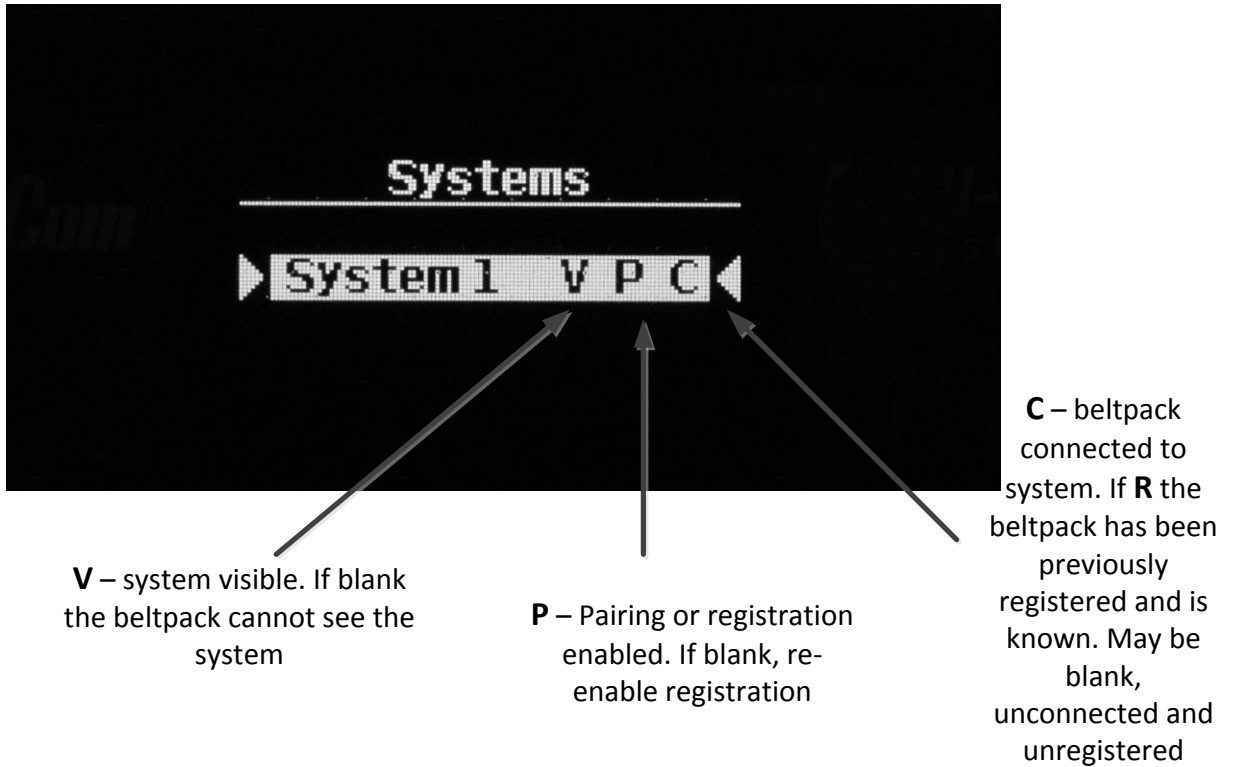 Systems
System 1 V P C
V – system visible. If blank
the beltpack cannot see the
system
P – Pairing or registration
enabled. If blank, re-
enable registration
C – beltpack
connected to
system. If R the
beltpack has been
previously
registered and is
known. May be
blank,
unconnected and
unregistered